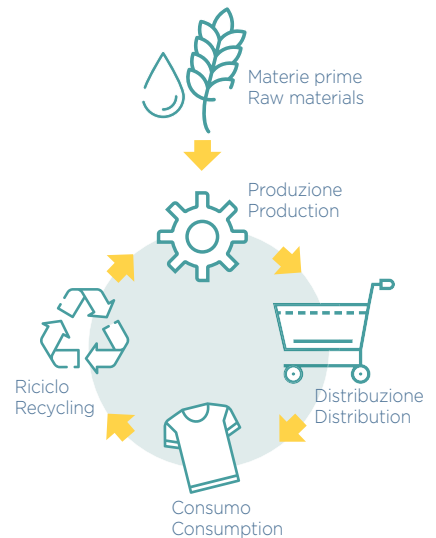 Materie prime
Raw materials
Produzione
Production
Distribuzione
Distribution
Consumo
Consumption
Riciclo
Recycling